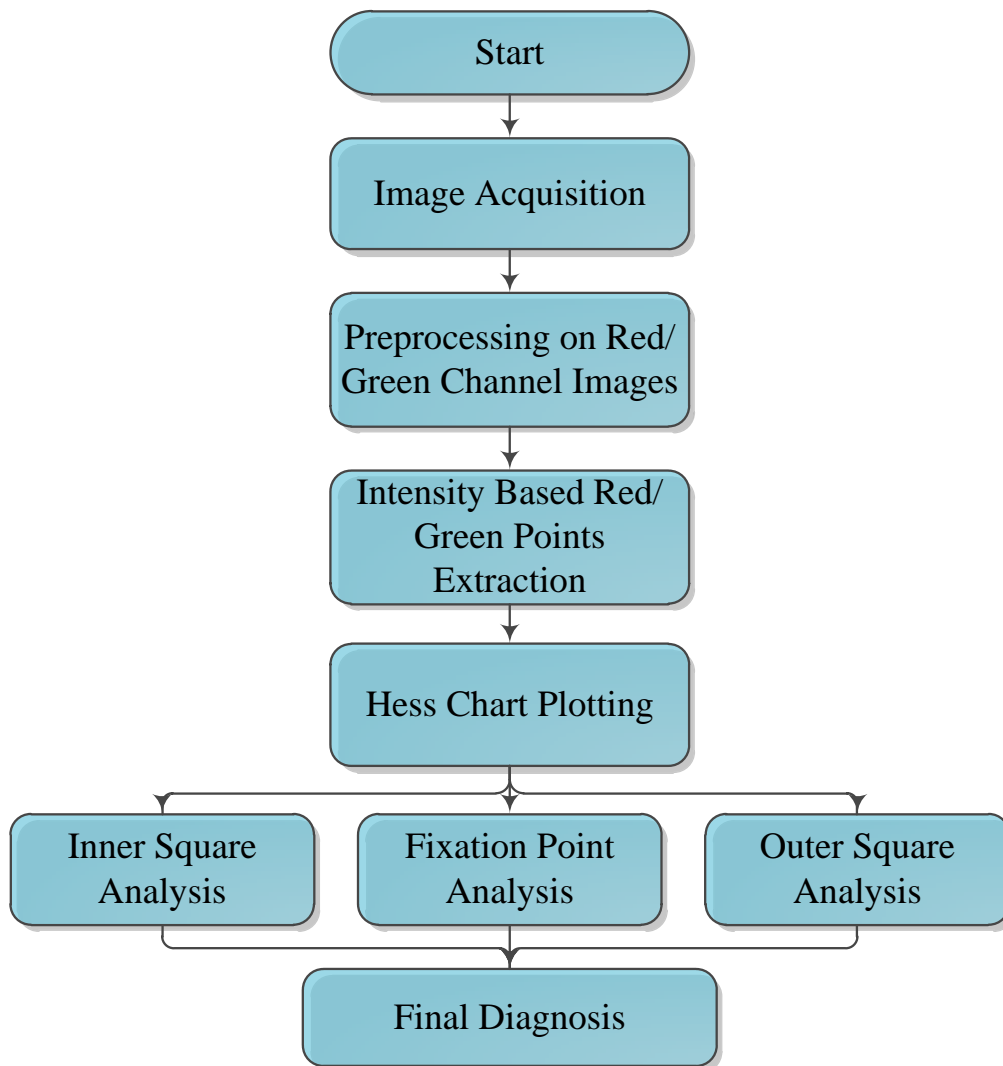 Start
Image Acquisition
Preprocessing on Red/
Green Channel Images
Intensity Based Red/
Green Points
Extraction
Hess Chart Plotting
Inner Square
Analysis
Fixation Point
Analysis
Outer Square
Analysis
Final Diagnosis